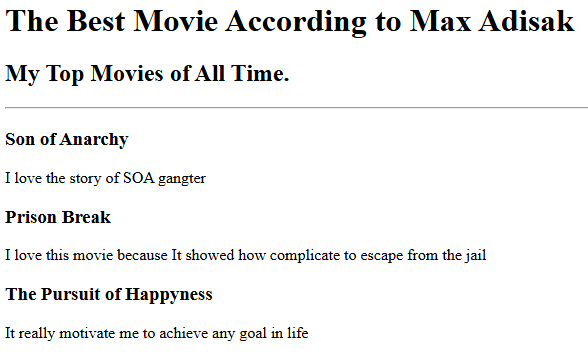 The Best Movie According to Max Adisak
My Top Movies of All Time.
Son of Anarchy
I love the story of SOA gangter
Prison Break
I love this movie because It showed how complicate to escape from the jail
The Pursuit of Happyness
It really motivate me to achieve any goal in life